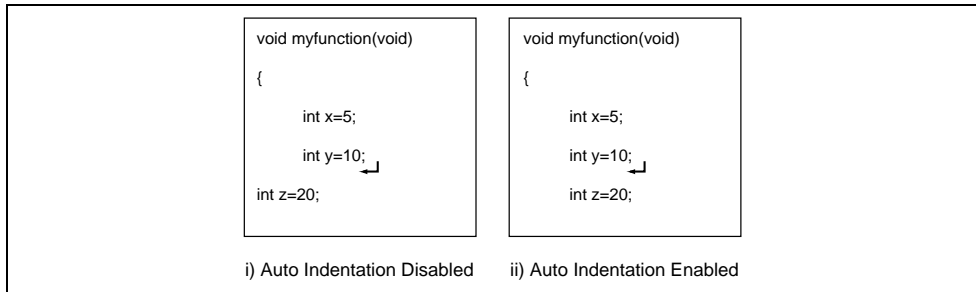 void myfunction(void)
{
int x=5;
int y=10;
int z=20;
i) Auto Indentation Disabled
void myfunction(void)
{
int x=5;
int y=10;
int z=20;
ii) Auto Indentation Enabled